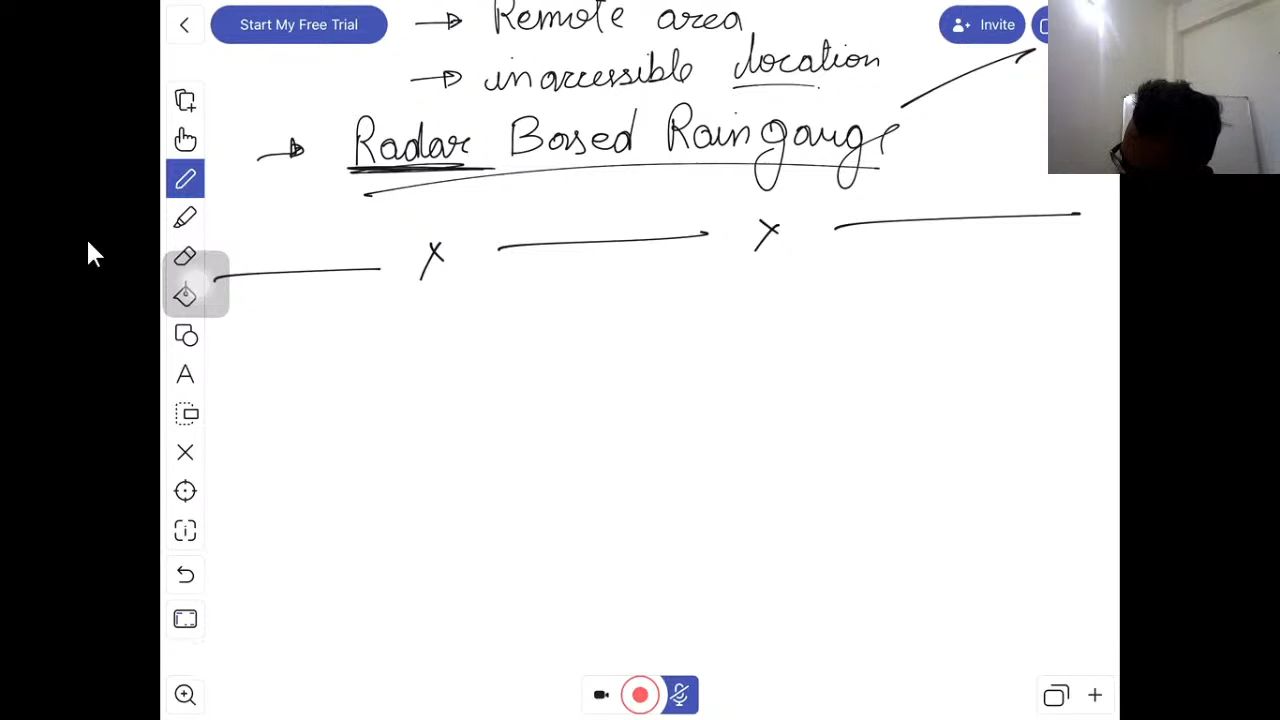 Start My Free Trial
Invite
→ Remote area
→ inaccessible location
→ Radar Based Raingauge
x x
A